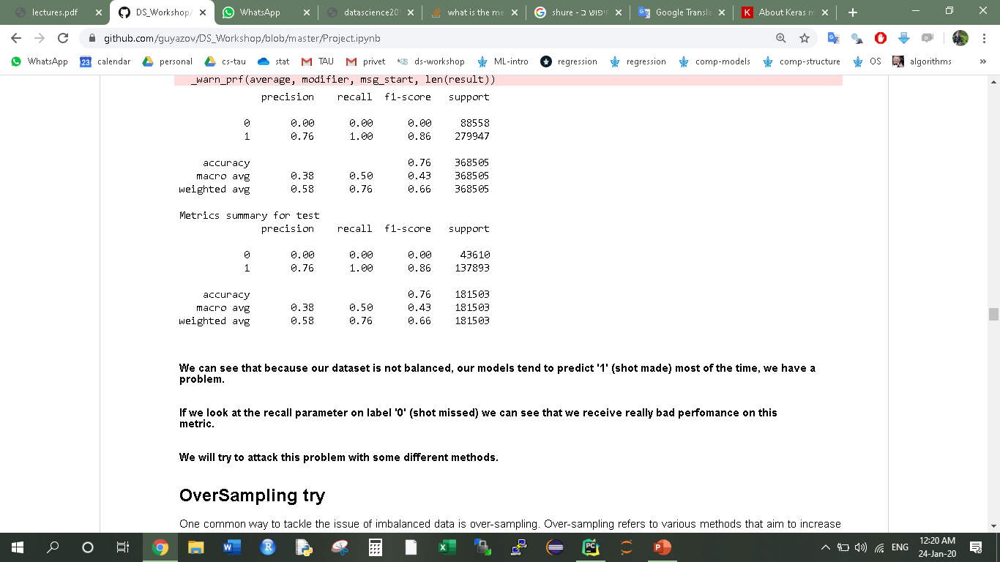 lectures.pdf
DS_Workshop/
WhatsApp
datascience201
what is the me
shure - חיפוש ב
Google Transla
About Keras m
github.com/guyazov/DS_Workshop/blob/master/Project.ipynb
WhatsApp
23 calendar
personal
cs-tau
stat
TAU
privet
ds-workshop
ML-intro
regression
regression
comp-models
comp-structure
OS
algorithms
_warn_prf(average, modifier, msg_start, len(result))
precision recall f1-score support
0 0.00 0.00 0.00 88558
1 0.76 1.00 0.86 279947
accuracy 0.76 368505
macro avg 0.38 0.50 0.43 368505
weighted avg 0.58 0.76 0.66 368505
Metrics summary for test
precision recall f1-score support
0 0.00 0.00 0.00 43610
1 0.76 1.00 0.86 137893
accuracy 0.76 181503
macro avg 0.38 0.50 0.43 181503
weighted avg 0.58 0.76 0.66 181503
We can see that because our dataset is not balanced, our models tend to predict '1' (shot made) most of the time, we have a
problem.
If we look at the recall parameter on label '0' (shot missed) we can see that we receive really bad perfomance on this
metric.
We will try to attack this problem with some different methods.
OverSampling try
One common way to tackle the issue of imbalanced data is over-sampling. Over-sampling refers to various methods that aim to increase
ENG
12:20 AM
24-Jan-20